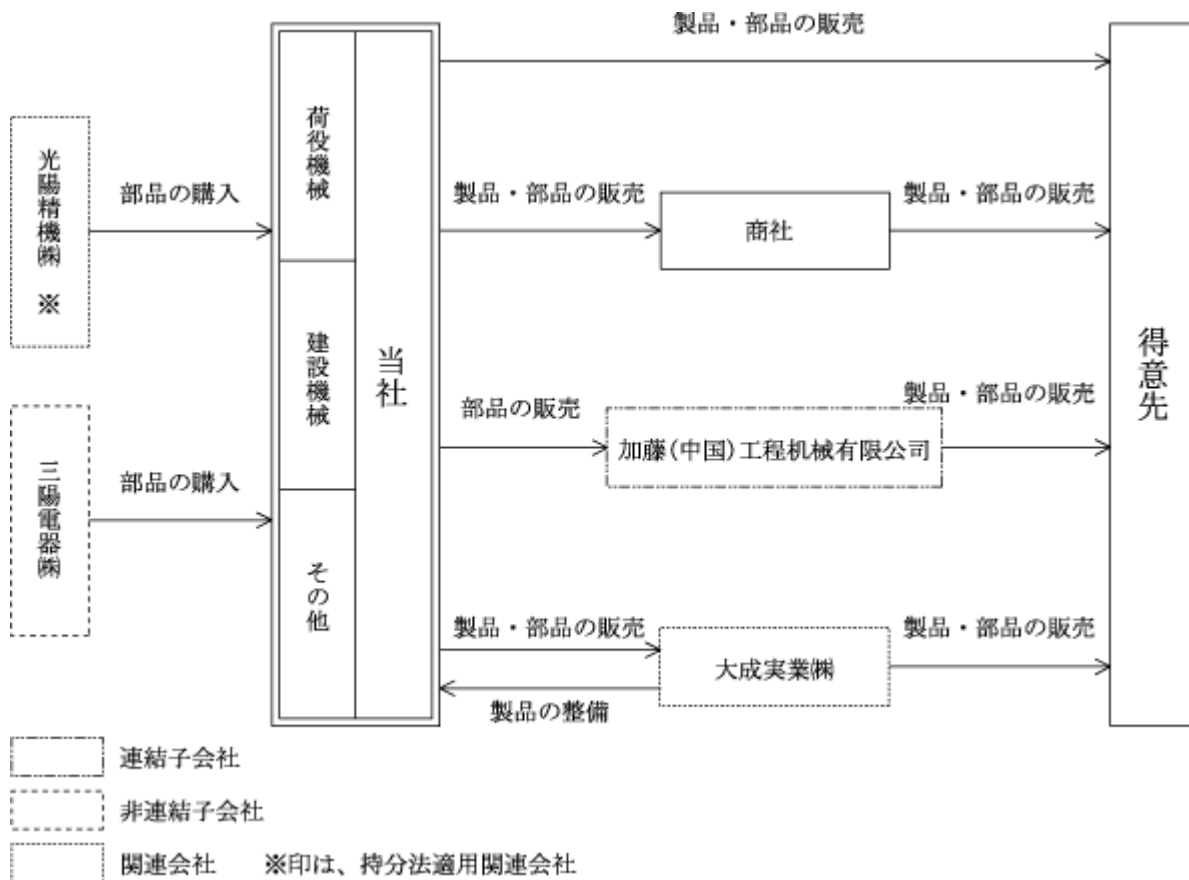 製品・部品の販売
光陽精機㈱ ※
部品の購入
荷役機械
製品・部品の販売
商社
製品・部品の販売
建設機械
当社
得意先
部品の販売
加藤(中国)工程机械有限公司
製品・部品の販売
三陽電器㈱
部品の購入
その他
製品・部品の販売
大成実業㈱
製品・部品の販売
製品の整備
連結子会社
非連結子会社
関連会社 ※印は、持分法適用関連会社